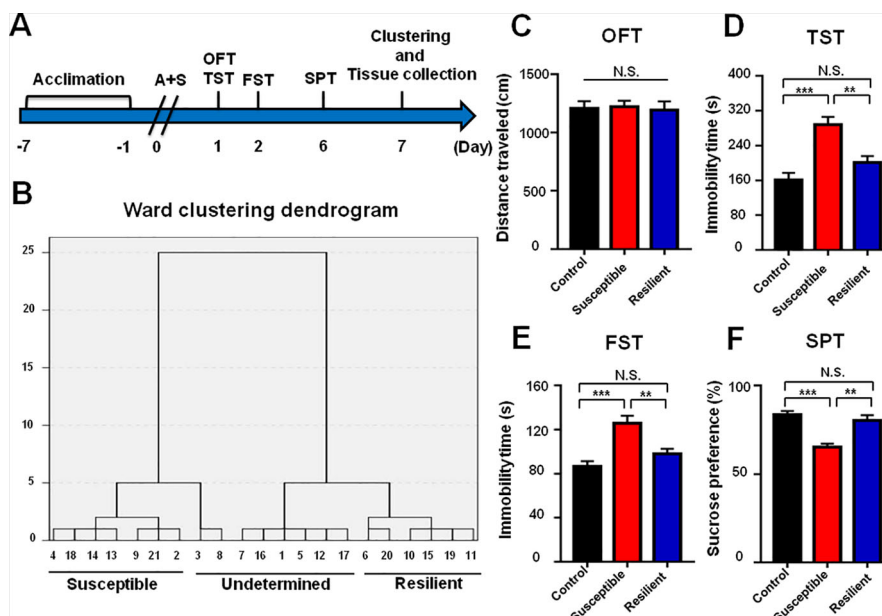 A
Acclimation
A+S
OFT
TST
FST
SPT
Clustering
and
Tissue collection
-7
-1
0
1
2
6
7
(Day)
B
Ward clustering dendrogram
25
20
15
10
5
0
4 18 14 13 9 21 2 3 8 7 16 1 5 12 17 6 20 10 15 19 11
Susceptible
Undetermined
Resilient
C
OFT
N.S.
Distance traveled (cm)
1500
1200
600
0
Control
Susceptible
Resilient
D
TST
N.S.
***
**
Immobility time (s)
400
320
240
160
80
0
Control
Susceptible
Resilient
E
FST
N.S.
***
**
Immobility time (s)
160
120
80
40
0
Control
Susceptible
Resilient
F
SPT
N.S.
***
**
Sucrose preference (%)
100
50
0
Control
Susceptible
Resilient